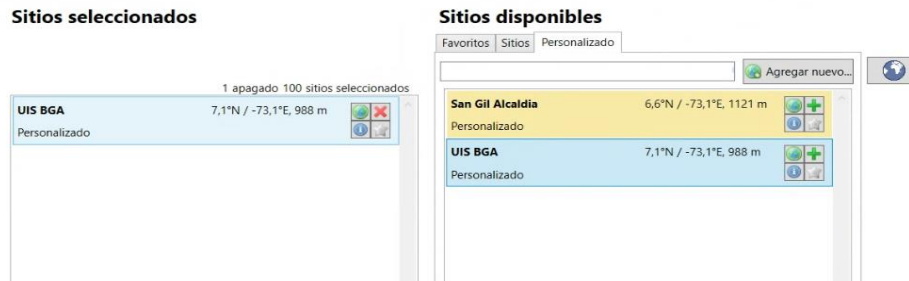 Sitios seleccionados
1 apagado 100 sitios seleccionados
UIS BGA 7,1°N / -73,1°E, 988 m
Personalizado
Sitios disponibles
Favoritos Sitios Personalizado
Agregar nuevo...
San Gil Alcaldia 6,6°N / -73,1°E, 1121 m
Personalizado
UIS BGA 7,1°N / -73,1°E, 988 m
Personalizado